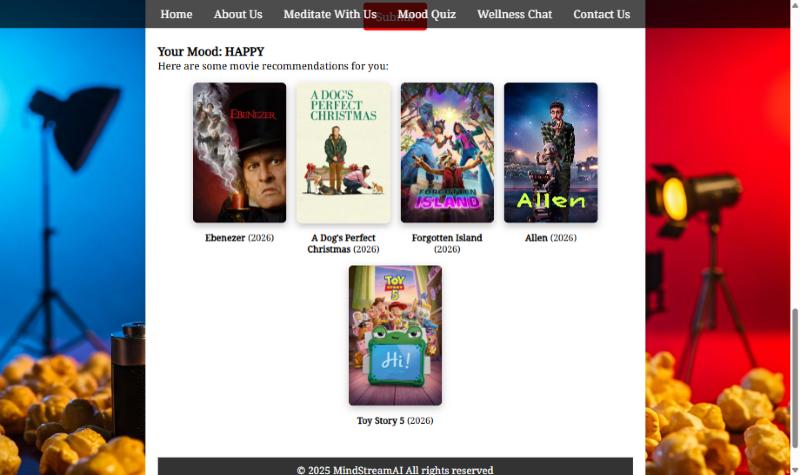 Home About Us Meditate With Us Mood Quiz Wellness Chat Contact Us
Submit
Your Mood: HAPPY
Here are some movie recommendations for you:
EBENEZER
A DOG'S
PERFECT
CHRISTMAS
FORGOTTEN
ISLAND
Allen
Ebenezer (2026)
A Dog's Perfect
Christmas (2026)
Forgotten Island
(2026)
Allen (2026)
TOY
STORY
5
Hi!
Toy Story 5 (2026)
© 2025 MindStreamAI All rights reserved